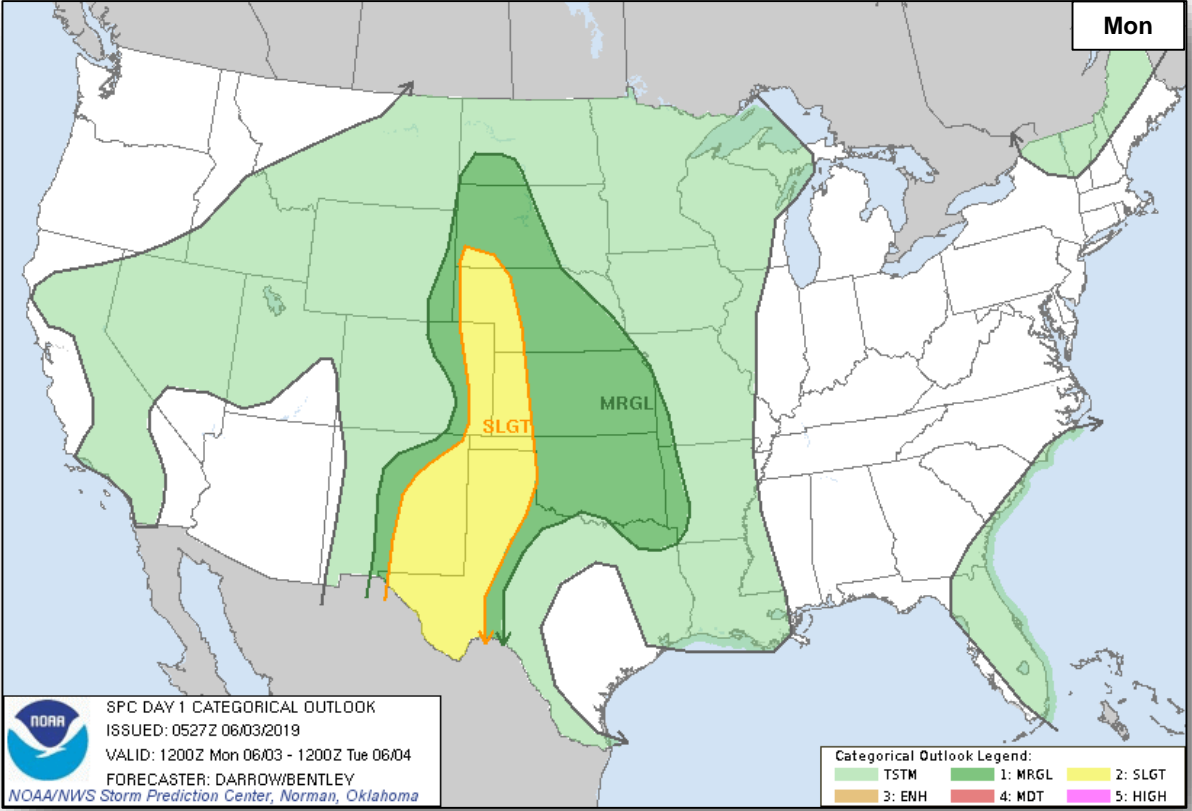 Mon
MRGL
SLGT
NOAA
SPC DAY 1 CATEGORICAL OUTLOOK
ISSUED: 0527Z 06/03/2019
VALID: 1200Z Mon 06/03 - 1200Z Tue 06/04
FORECASTER: DARROW/BENTLEY
NOAA/NWS Storm Prediction Center, Norman, Oklahoma
Categorical Outlook Legend:
TSTM 1: MRGL 2: SLGT
3: ENH 4: MDT 5: HIGH